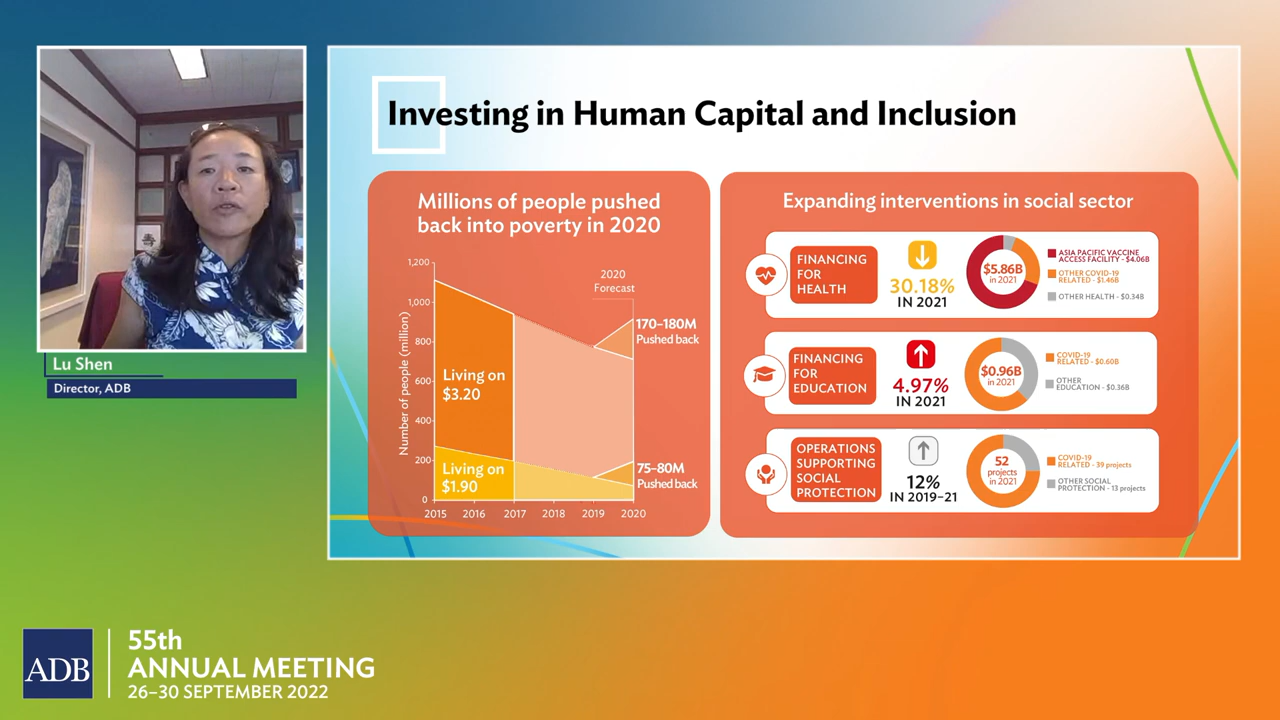 Investing in Human Capital and Inclusion
Lu Shen
Director, ADB
Millions of people pushed
back into poverty in 2020
1,200
1,000
800
600
400
200
0
Number of people (million)
2015
2016
2017
2018
2019
2020
Living on
$3.20
Living on
$1.90
2020
Forecast
170–180M
Pushed back
75–80M
Pushed back
Expanding interventions in social sector
FINANCING
FOR
HEALTH
30.18%
IN 2021
$5.86B
in 2021
ASIA PACIFIC VACCINE
ACCESS FACILITY - $4.06B
OTHER COVID-19
RELATED - $1.46B
OTHER HEALTH - $0.34B
FINANCING
FOR
EDUCATION
4.97%
IN 2021
$0.96B
in 2021
COVID-19
RELATED - $0.60B
OTHER
EDUCATION - $0.36B
OPERATIONS
SUPPORTING
SOCIAL
PROTECTION
12%
IN 2019–21
52
projects
in 2021
COVID-19
RELATED - 39 projects
OTHER SOCIAL
PROTECTION - 13 projects
ADB
55th
ANNUAL MEETING
26–30 SEPTEMBER 2022